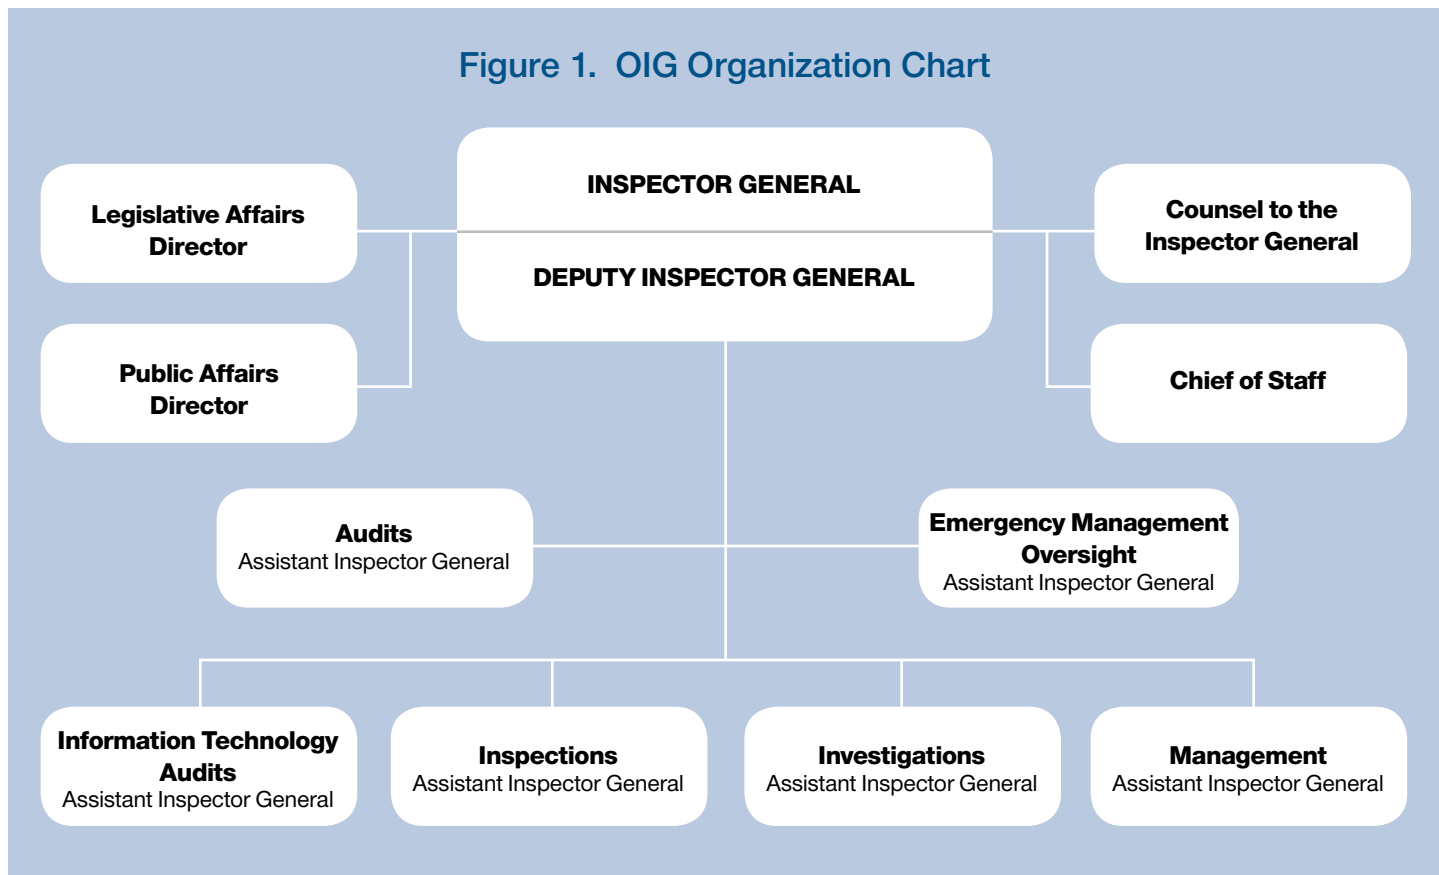 Figure 1. OIG Organization Chart
INSPECTOR GENERAL
DEPUTY INSPECTOR GENERAL
Legislative Affairs
Director
Counsel to the
Inspector General
Public Affairs
Director
Chief of Staff
Audits
Assistant Inspector General
Emergency Management
Oversight
Assistant Inspector General
Information Technology
Audits
Assistant Inspector General
Inspections
Assistant Inspector General
Investigations
Assistant Inspector General
Management
Assistant Inspector General